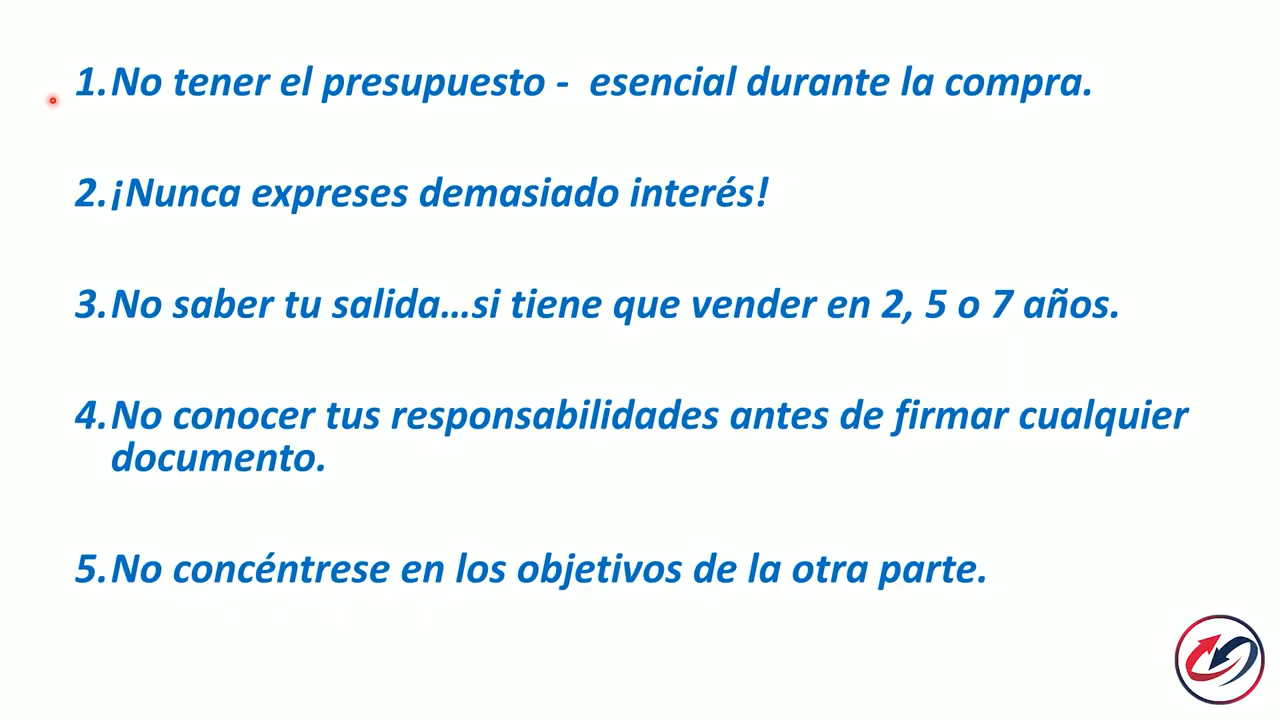 1. No tener el presupuesto - esencial durante la compra.
2. ¡Nunca expreses demasiado interés!
3. No saber tu salida...si tiene que vender en 2, 5 o 7 años.
4. No conocer tus responsabilidades antes de firmar cualquier
documento.
5. No concéntrese en los objetivos de la otra parte.